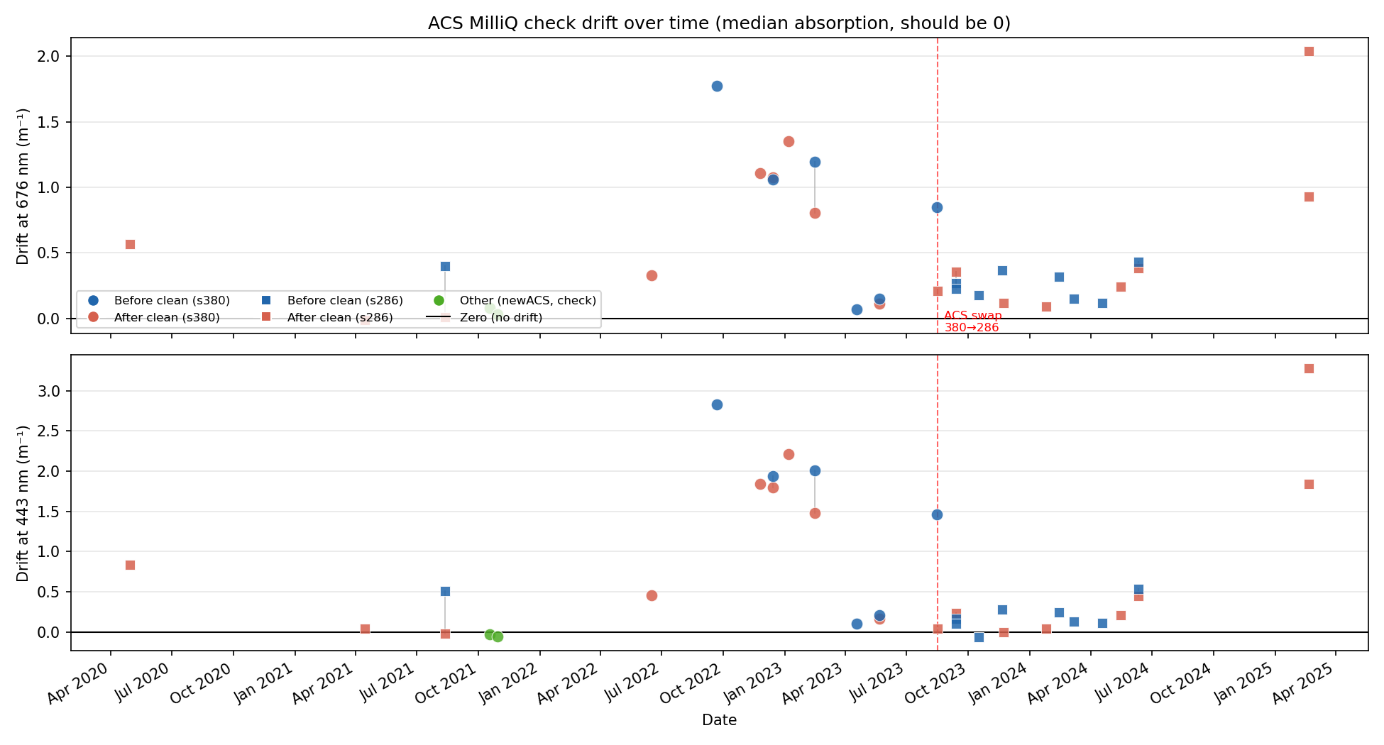 ACS MilliQ check drift over time (median absorption, should be 0)
Drift at 676 nm (m⁻¹)
2.0
1.5
1.0
0.5
0.0
Before clean (s380)
After clean (s380)
Before clean (s286)
After clean (s286)
Other (newACS, check)
Zero (no drift)
ACS swap
380→286
Drift at 443 nm (m⁻¹)
3.0
2.5
2.0
1.5
1.0
0.5
0.0
Apr 2020
Jul 2020
Oct 2020
Jan 2021
Apr 2021
Jul 2021
Oct 2021
Jan 2022
Apr 2022
Jul 2022
Oct 2022
Jan 2023
Apr 2023
Jul 2023
Oct 2023
Jan 2024
Apr 2024
Jul 2024
Oct 2024
Jan 2025
Apr 2025
Date